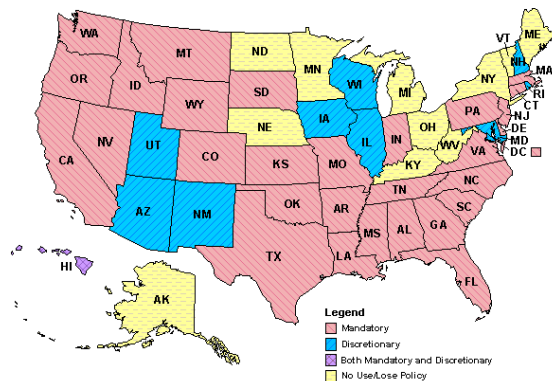 WA
MT
ND
MN
VT
ME
NH
MA
RI
CT
NJ
DE
MD
DC
OR
ID
WY
SD
WI
MI
NY
NE
IA
IL
IN
OH
PA
WV
VA
NV
UT
CO
KS
MO
KY
CA
AZ
NM
OK
AR
TN
NC
SC
TX
LA
MS
AL
GA
FL
HI
AK
Legend
Mandatory
Discretionary
Both Mandatory and Discretionary
No Use/Lose Policy